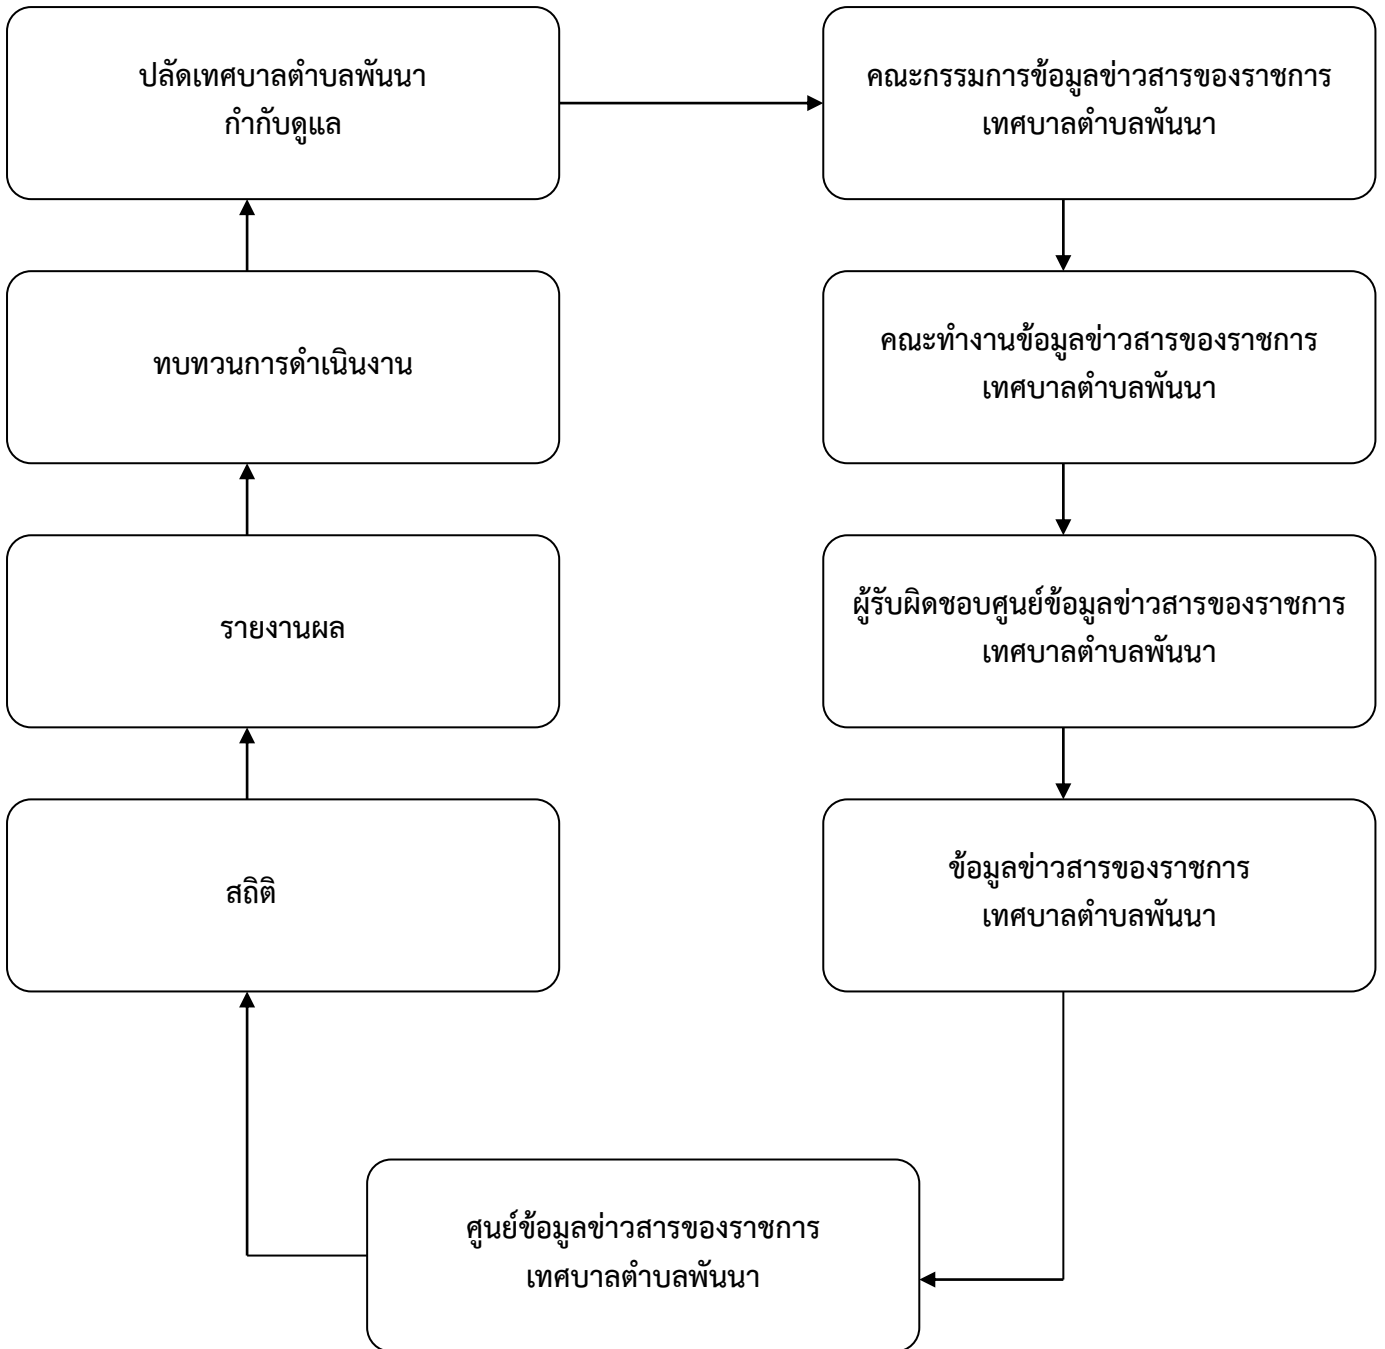 ปลัดเทศบาลตำบลพันนา
กำกับดูแล
คณะกรรมการข้อมูลข่าวสารของราชการ
เทศบาลตำบลพันนา
ทบทวนการดำเนินงาน
คณะทำงานข้อมูลข่าวสารของราชการ
เทศบาลตำบลพันนา
รายงานผล
ผู้รับผิดชอบศูนย์ข้อมูลข่าวสารของราชการ
เทศบาลตำบลพันนา
สถิติ
ข้อมูลข่าวสารของราชการ
เทศบาลตำบลพันนา
ศูนย์ข้อมูลข่าวสารของราชการ
เทศบาลตำบลพันนา